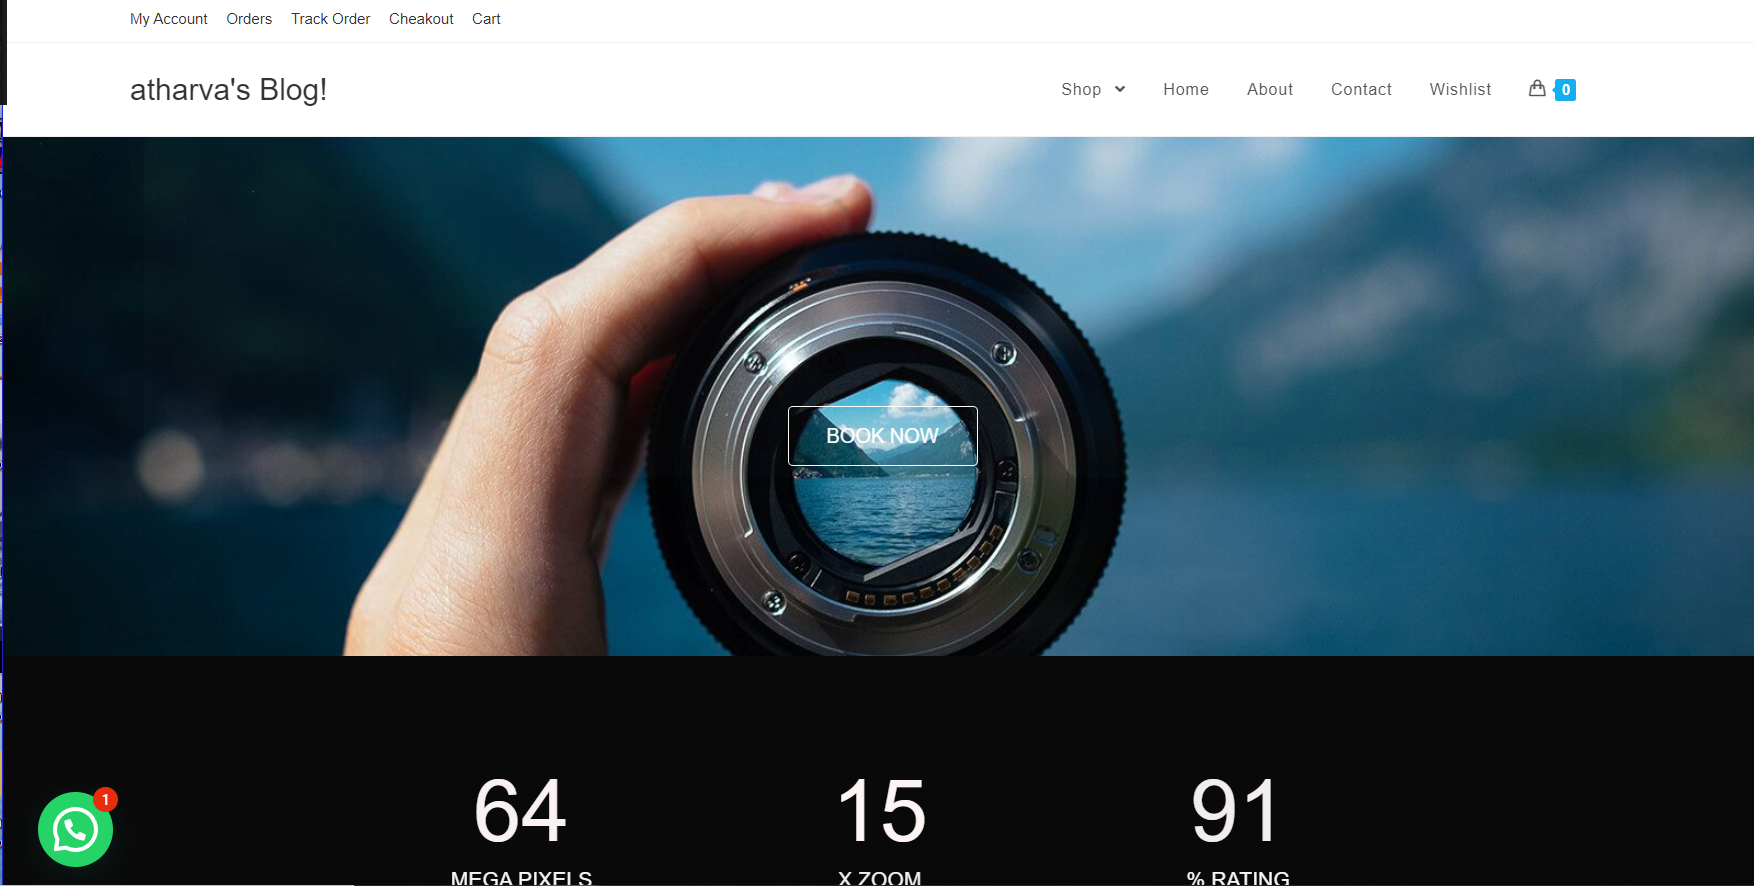 My Account Orders Track Order Cheakout Cart
atharva's Blog!
Shop Home About Contact Wishlist 0
BOOK NOW
64 15 91
MEGA PIXELS X ZOOM % RATING
1